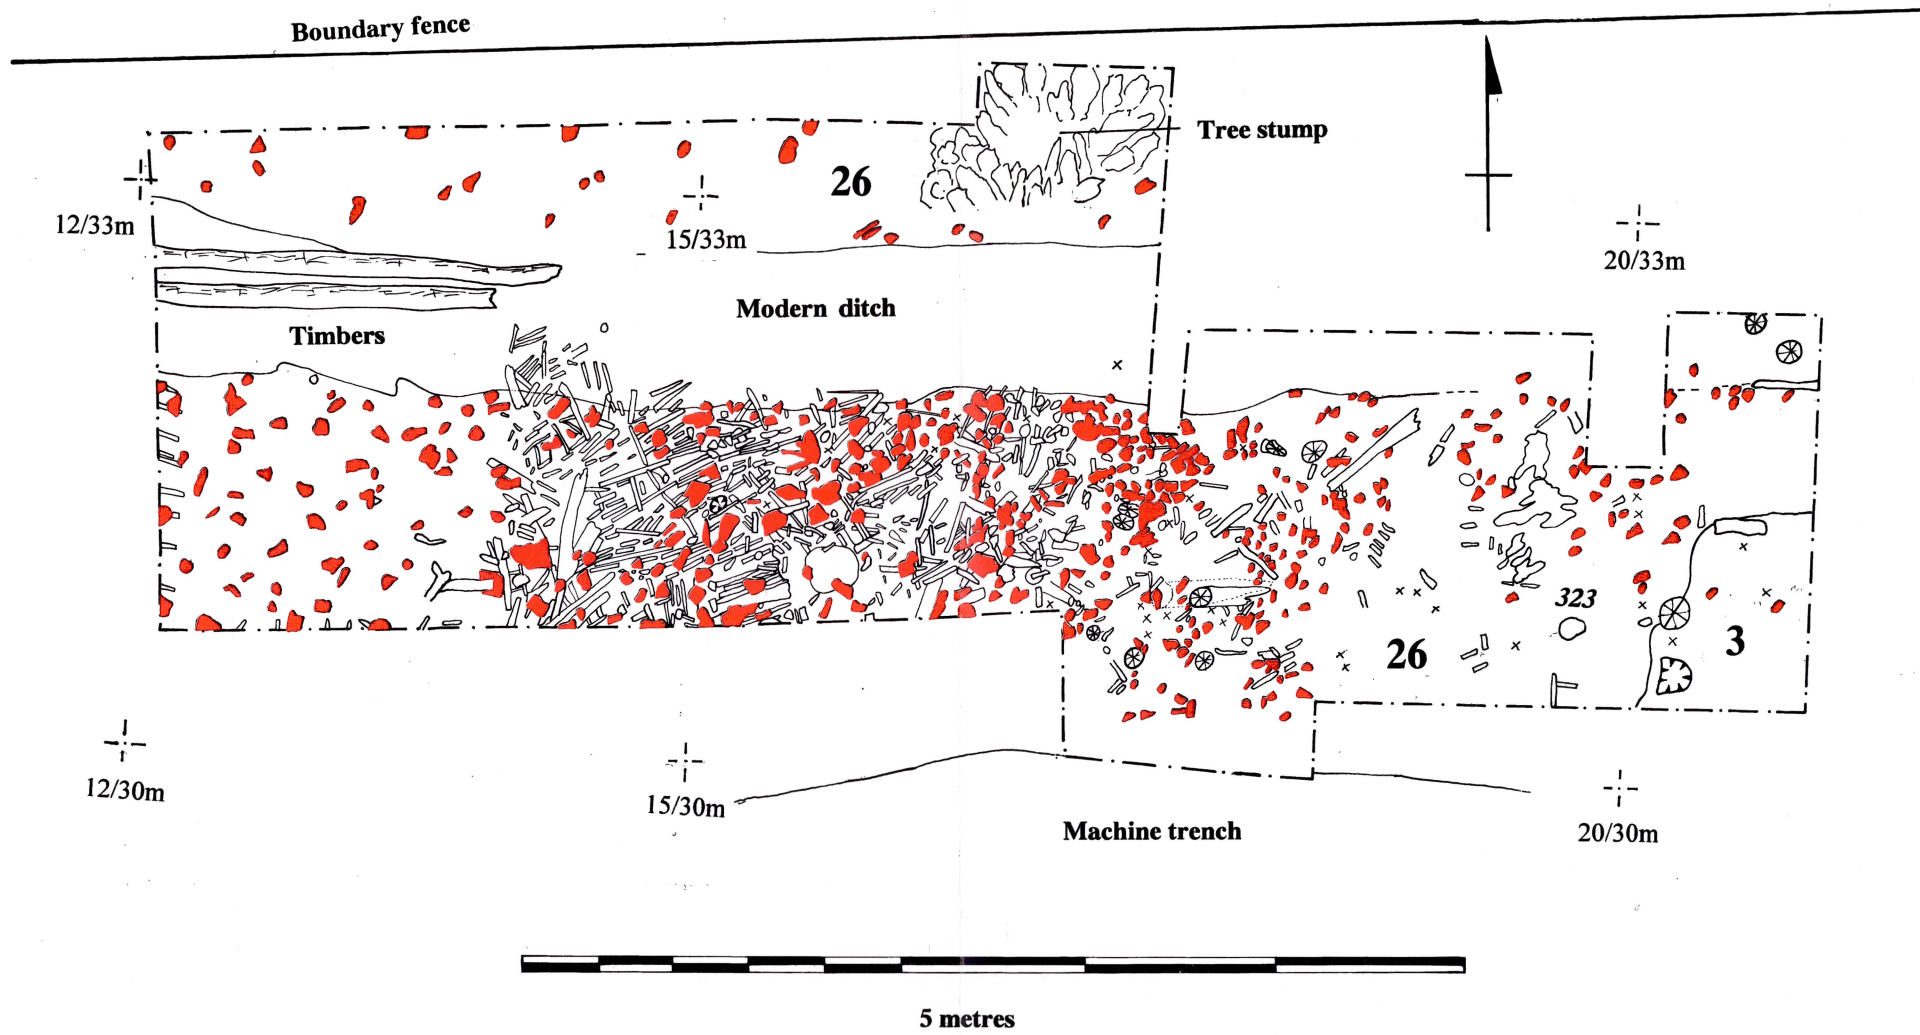 Boundary fence
Tree stump
26
12/33m
15/33m
20/33m
Modern ditch
Timbers
323
26
3
12/30m
15/30m
20/30m
Machine trench
5 metres